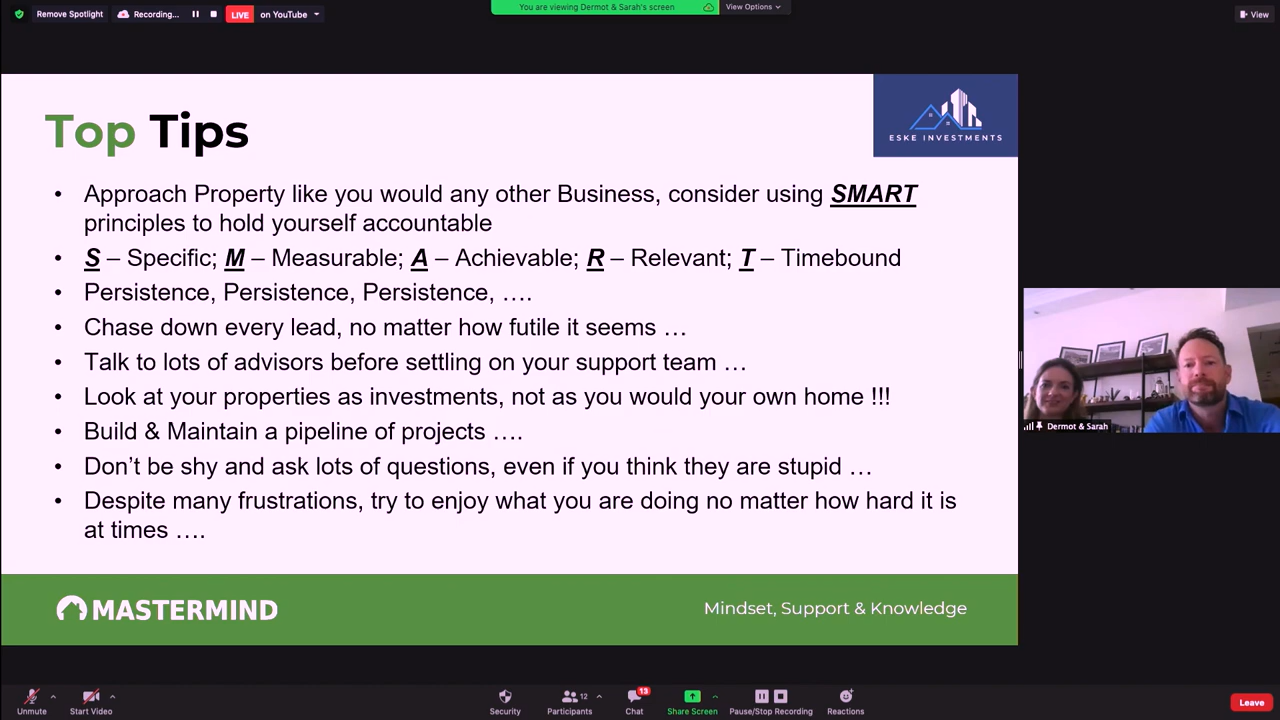 Remove Spotlight
Recording...
LIVE
on YouTube
You are viewing Dermot & Sarah's screen
View Options
View
Top Tips
ESKE INVESTMENTS
• Approach Property like you would any other Business, consider using SMART
principles to hold yourself accountable
• S – Specific; M – Measurable; A – Achievable; R – Relevant; T – Timebound
• Persistence, Persistence, Persistence, ….
• Chase down every lead, no matter how futile it seems …
• Talk to lots of advisors before settling on your support team …
• Look at your properties as investments, not as you would your own home !!!
• Build & Maintain a pipeline of projects ….
• Don’t be shy and ask lots of questions, even if you think they are stupid …
• Despite many frustrations, try to enjoy what you are doing no matter how hard it is
at times ….
Dermot & Sarah
MASTERMIND
Mindset, Support & Knowledge
Unmute
Start Video
Security
12
Participants
13
Chat
Share Screen
Pause/Stop Recording
Reactions
Leave